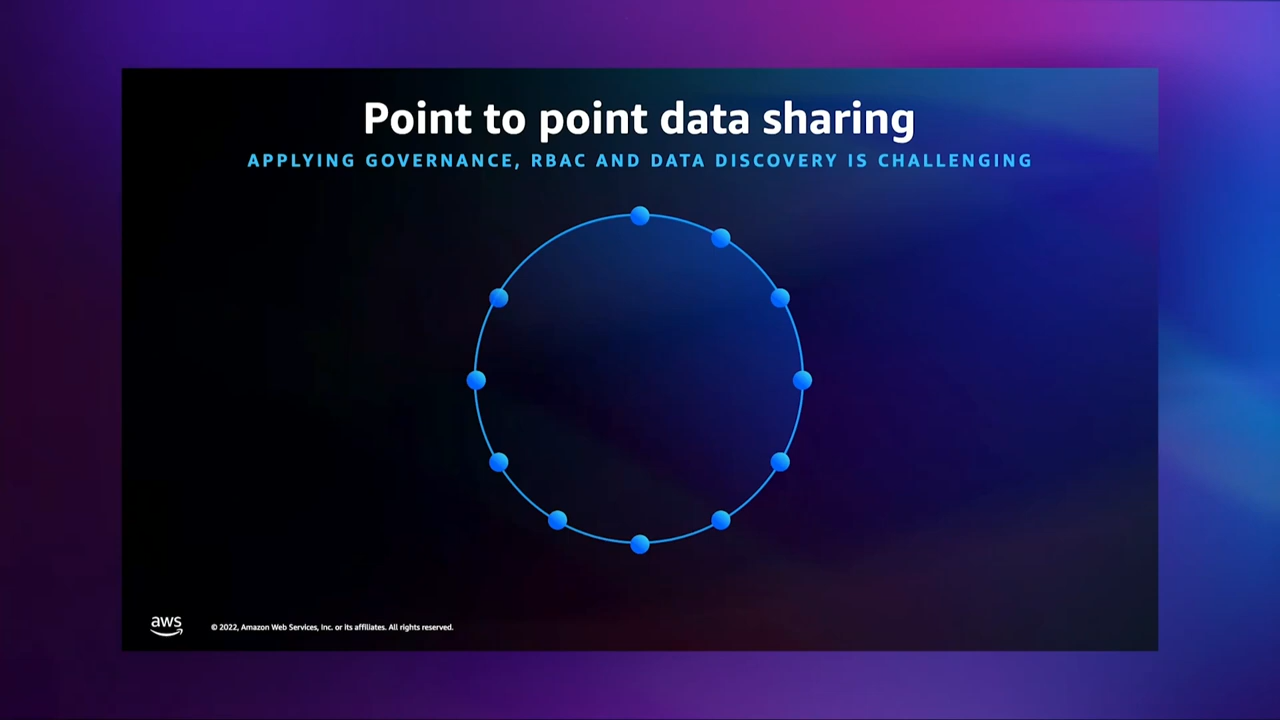 Point to point data sharing
APPLYING GOVERNANCE, RBAC AND DATA DISCOVERY IS CHALLENGING
aws
© 2022, Amazon Web Services, Inc. or its affiliates. All rights reserved.